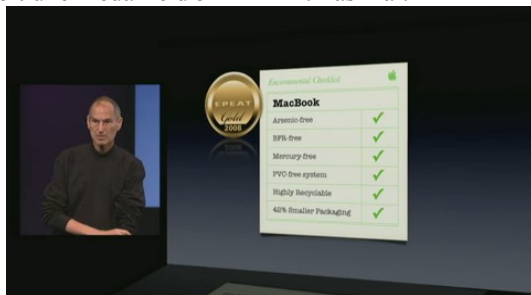 EPEAT
Gold
2008
Environmental Checklist
MacBook
Arsenic-free
BFR-free
Mercury-free
PVC-free system
Highly Recyclable
42% Smaller Packaging